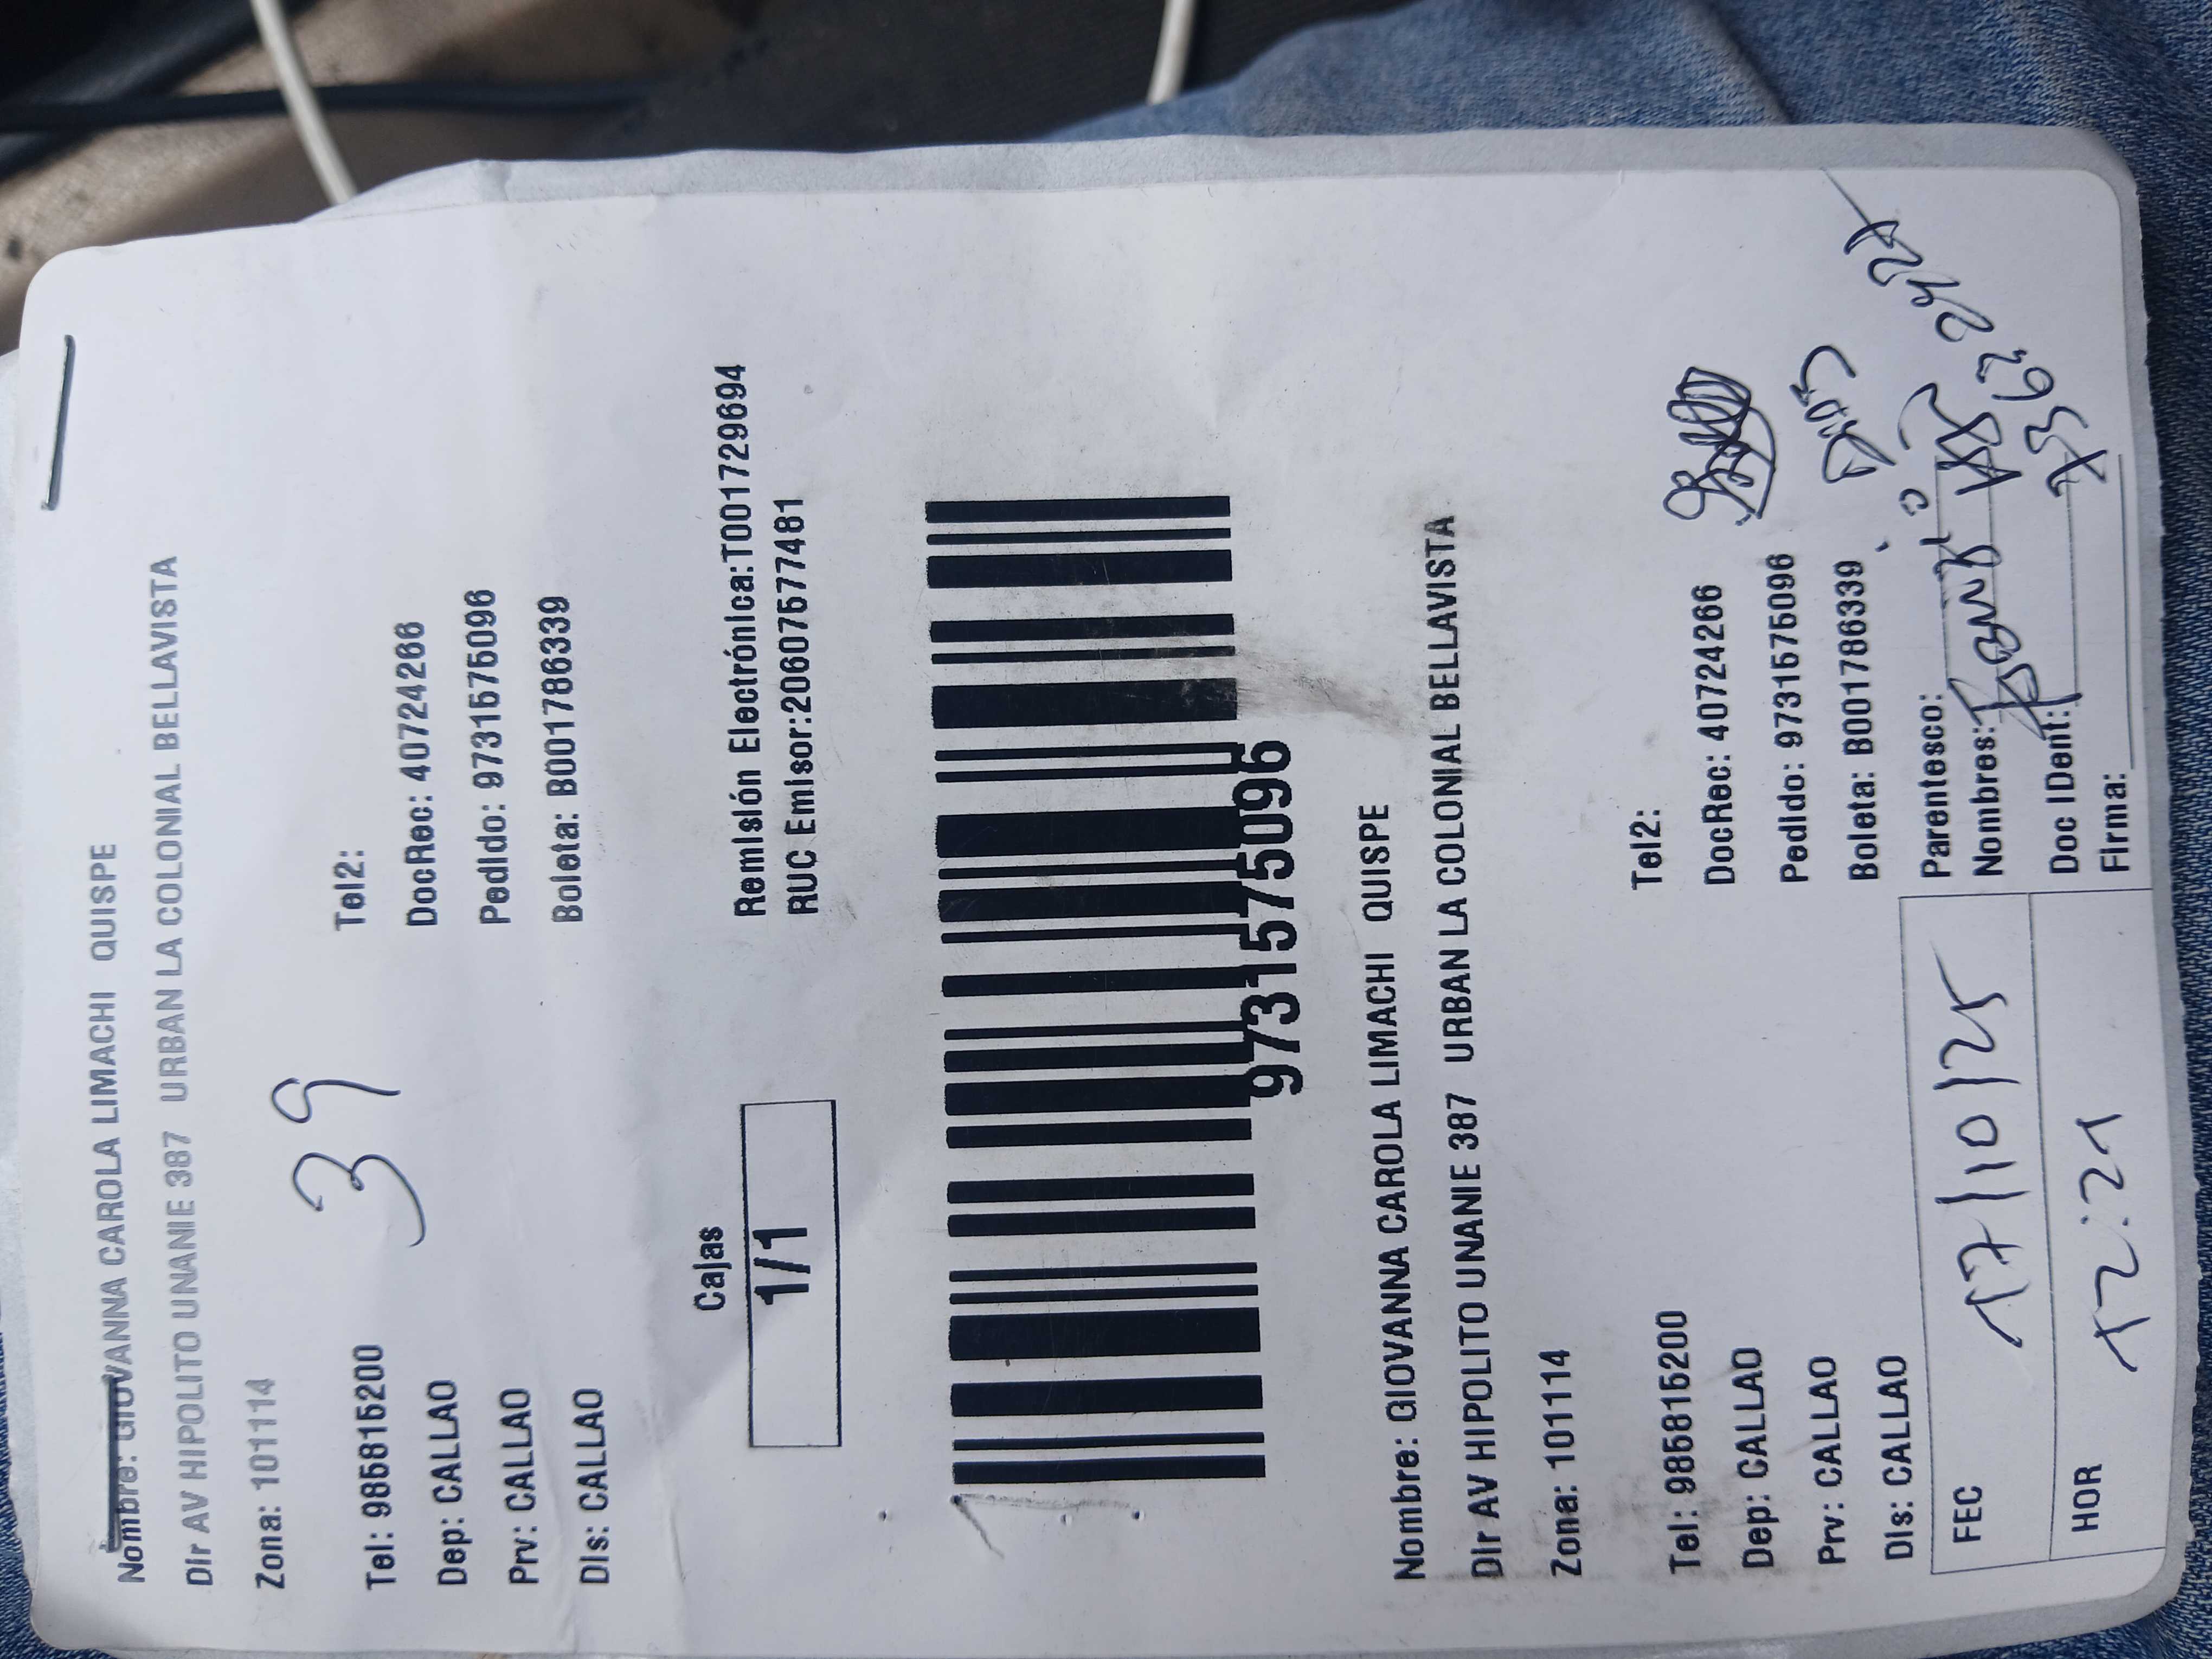 Nombre: GIOVANNA CAROLA LIMACHI QUISPE
Dir AV HIPOLITO UNANIE 387 URBAN LA COLONIAL BELLAVISTA
Zona: 101114
39
Tel: 985815200 Tel2:
Dep: CALLAO DocRec: 40724266
Prv: CALLAO Pedido: 9731575096
Dis: CALLAO Boleta: B001786339
Cajas
1/1
Remisión Electrónica:T001729694
RUC Emisor:20607577481
9731575096
Nombre: GIOVANNA CAROLA LIMACHI QUISPE
Dir AV HIPOLITO UNANIE 387 URBAN LA COLONIAL BELLAVISTA
Zona: 101114
Tel: 985815200 Tel2:
Dep: CALLAO DocRec: 40724266
Prv: CALLAO Pedido: 9731575096
Dis: CALLAO Boleta: B001786339
FEC 17/10/25
HOR 12:21
Parentesco:
Nombres:
Doc IDent:
Firma: